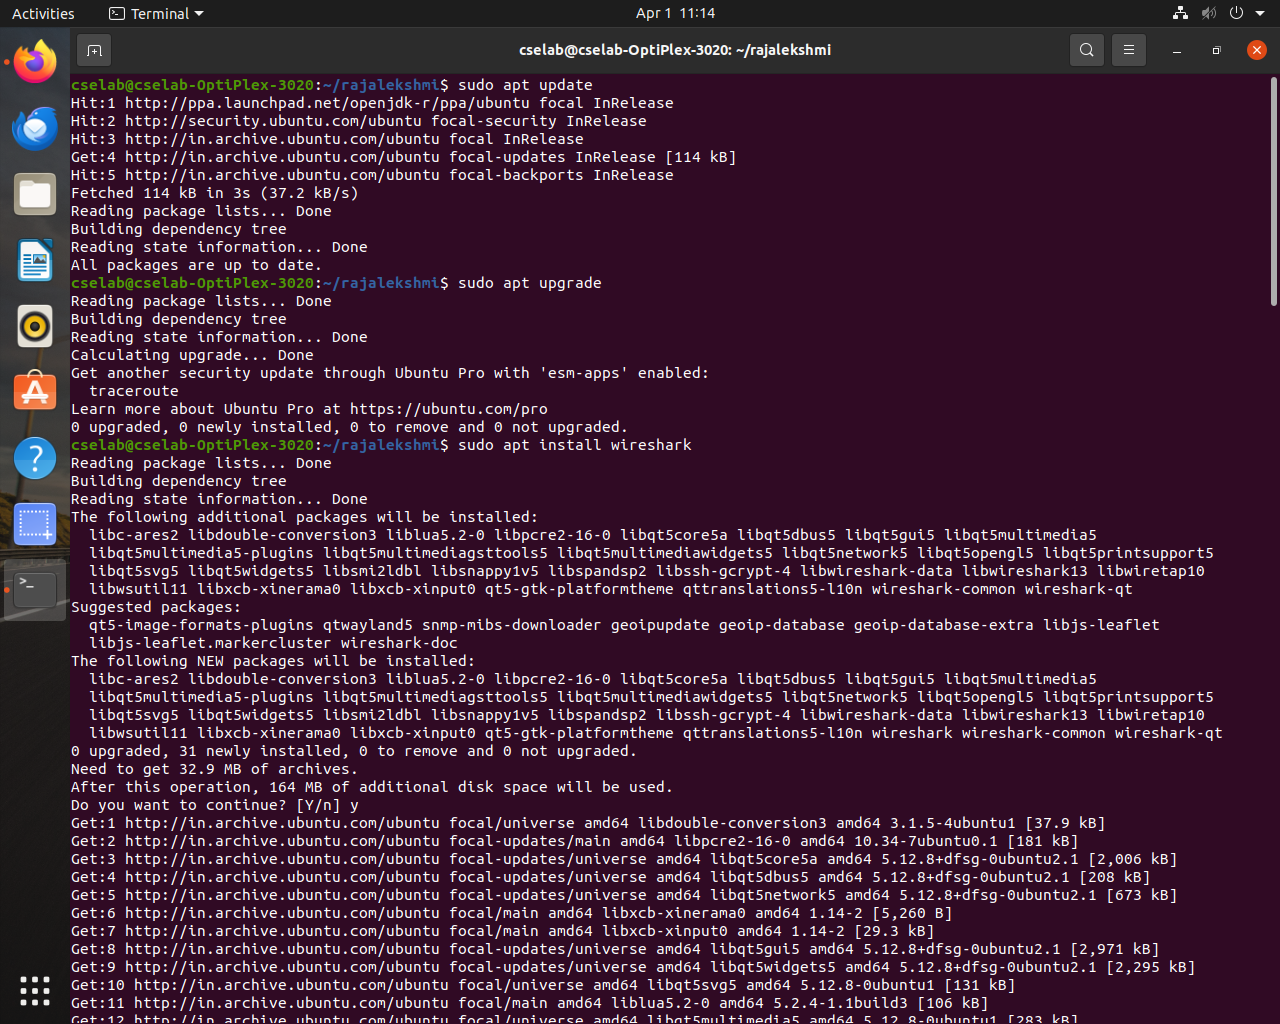 Activities
Terminal
Apr 1 11:14
cselab@cselab-OptiPlex-3020: ~/rajalekshmi
cselab@cselab-OptiPlex-3020:~/rajalekshmi$ sudo apt update
Hit:1 http://ppa.launchpad.net/openjdk-r/ppa/ubuntu focal InRelease
Hit:2 http://security.ubuntu.com/ubuntu focal-security InRelease
Hit:3 http://in.archive.ubuntu.com/ubuntu focal InRelease
Get:4 http://in.archive.ubuntu.com/ubuntu focal-updates InRelease [114 kB]
Hit:5 http://in.archive.ubuntu.com/ubuntu focal-backports InRelease
Fetched 114 kB in 3s (37.2 kB/s)
Reading package lists... Done
Building dependency tree
Reading state information... Done
All packages are up to date.
cselab@cselab-OptiPlex-3020:~/rajalekshmi$ sudo apt upgrade
Reading package lists... Done
Building dependency tree
Reading state information... Done
Calculating upgrade... Done
Get another security update through Ubuntu Pro with 'esm-apps' enabled:
  traceroute
Learn more about Ubuntu Pro at https://ubuntu.com/pro
0 upgraded, 0 newly installed, 0 to remove and 0 not upgraded.
cselab@cselab-OptiPlex-3020:~/rajalekshmi$ sudo apt install wireshark
Reading package lists... Done
Building dependency tree
Reading state information... Done
The following additional packages will be installed:
  libc-ares2 libdouble-conversion3 liblua5.2-0 libpcre2-16-0 libqt5core5a libqt5dbus5 libqt5gui5 libqt5multimedia5
  libqt5multimedia5-plugins libqt5multimediagsttools5 libqt5multimediawidgets5 libqt5network5 libqt5opengl5 libqt5printsupport5
  libqt5svg5 libqt5widgets5 libsmi2ldbl libsnappy1v5 libspandsp2 libssh-gcrypt-4 libwireshark-data libwireshark13 libwiretap10
  libwsutil11 libxcb-xinerama0 libxcb-xinput0 qt5-gtk-platformtheme qttranslations5-l10n wireshark-common wireshark-qt
Suggested packages:
  qt5-image-formats-plugins qtwayland5 snmp-mibs-downloader geoipupdate geoip-database geoip-database-extra libjs-leaflet
  libjs-leaflet.markercluster wireshark-doc
The following NEW packages will be installed:
  libc-ares2 libdouble-conversion3 liblua5.2-0 libpcre2-16-0 libqt5core5a libqt5dbus5 libqt5gui5 libqt5multimedia5
  libqt5multimedia5-plugins libqt5multimediagsttools5 libqt5multimediawidgets5 libqt5network5 libqt5opengl5 libqt5printsupport5
  libqt5svg5 libqt5widgets5 libsmi2ldbl libsnappy1v5 libspandsp2 libssh-gcrypt-4 libwireshark-data libwireshark13 libwiretap10
  libwsutil11 libxcb-xinerama0 libxcb-xinput0 qt5-gtk-platformtheme qttranslations5-l10n wireshark wireshark-common wireshark-qt
0 upgraded, 31 newly installed, 0 to remove and 0 not upgraded.
Need to get 32.9 MB of archives.
After this operation, 164 MB of additional disk space will be used.
Do you want to continue? [Y/n] y
Get:1 http://in.archive.ubuntu.com/ubuntu focal/universe amd64 libdouble-conversion3 amd64 3.1.5-4ubuntu1 [37.9 kB]
Get:2 http://in.archive.ubuntu.com/ubuntu focal-updates/main amd64 libpcre2-16-0 amd64 10.34-7ubuntu0.1 [181 kB]
Get:3 http://in.archive.ubuntu.com/ubuntu focal-updates/universe amd64 libqt5core5a amd64 5.12.8+dfsg-0ubuntu2.1 [2,006 kB]
Get:4 http://in.archive.ubuntu.com/ubuntu focal-updates/universe amd64 libqt5dbus5 amd64 5.12.8+dfsg-0ubuntu2.1 [208 kB]
Get:5 http://in.archive.ubuntu.com/ubuntu focal-updates/universe amd64 libqt5network5 amd64 5.12.8+dfsg-0ubuntu2.1 [673 kB]
Get:6 http://in.archive.ubuntu.com/ubuntu focal/main amd64 libxcb-xinerama0 amd64 1.14-2 [5,260 B]
Get:7 http://in.archive.ubuntu.com/ubuntu focal/main amd64 libxcb-xinput0 amd64 1.14-2 [29.3 kB]
Get:8 http://in.archive.ubuntu.com/ubuntu focal-updates/universe amd64 libqt5gui5 amd64 5.12.8+dfsg-0ubuntu2.1 [2,971 kB]
Get:9 http://in.archive.ubuntu.com/ubuntu focal-updates/universe amd64 libqt5widgets5 amd64 5.12.8+dfsg-0ubuntu2.1 [2,295 kB]
Get:10 http://in.archive.ubuntu.com/ubuntu focal/universe amd64 libqt5svg5 amd64 5.12.8-0ubuntu1 [131 kB]
Get:11 http://in.archive.ubuntu.com/ubuntu focal/main amd64 liblua5.2-0 amd64 5.2.4-1.1build3 [106 kB]
Get:12 http://in.archive.ubuntu.com/ubuntu focal/universe amd64 libqt5multimedia5 amd64 5.12.8-0ubuntu1 [283 kB]